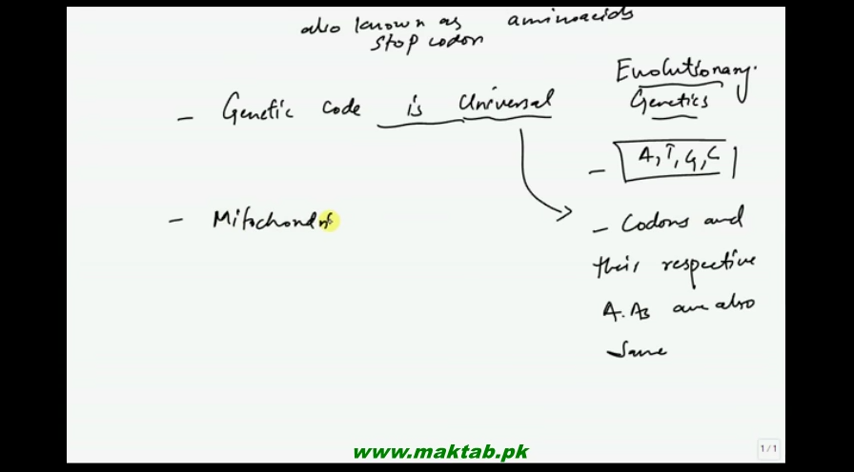 also known as aminoacids
stop codon
Evolutionary
Genetics
- Genetic code is Universal
- A, T, G, C
- Mitochondri
- Codons and
their respective
A.As are also
same
1/1
www.maktab.pk